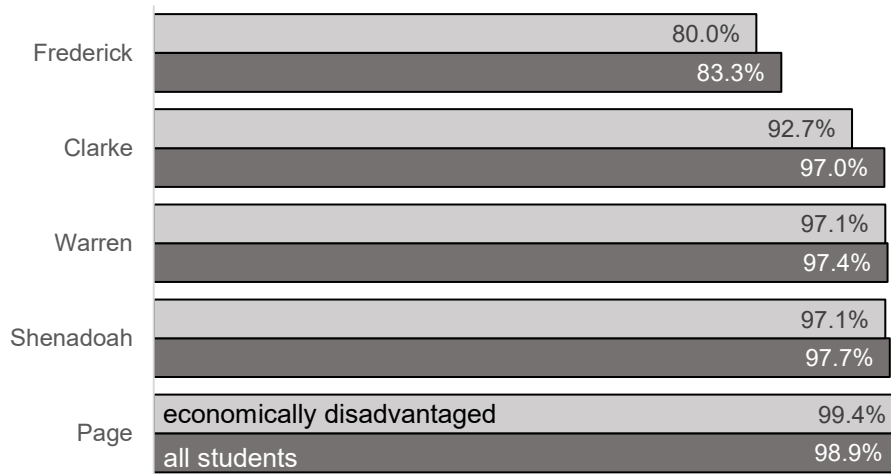 Frederick
80.0%
83.3%
Clarke
92.7%
97.0%
Warren
97.1%
97.4%
Shenadoah
97.1%
97.7%
Page
economically disadvantaged 99.4%
all students 98.9%